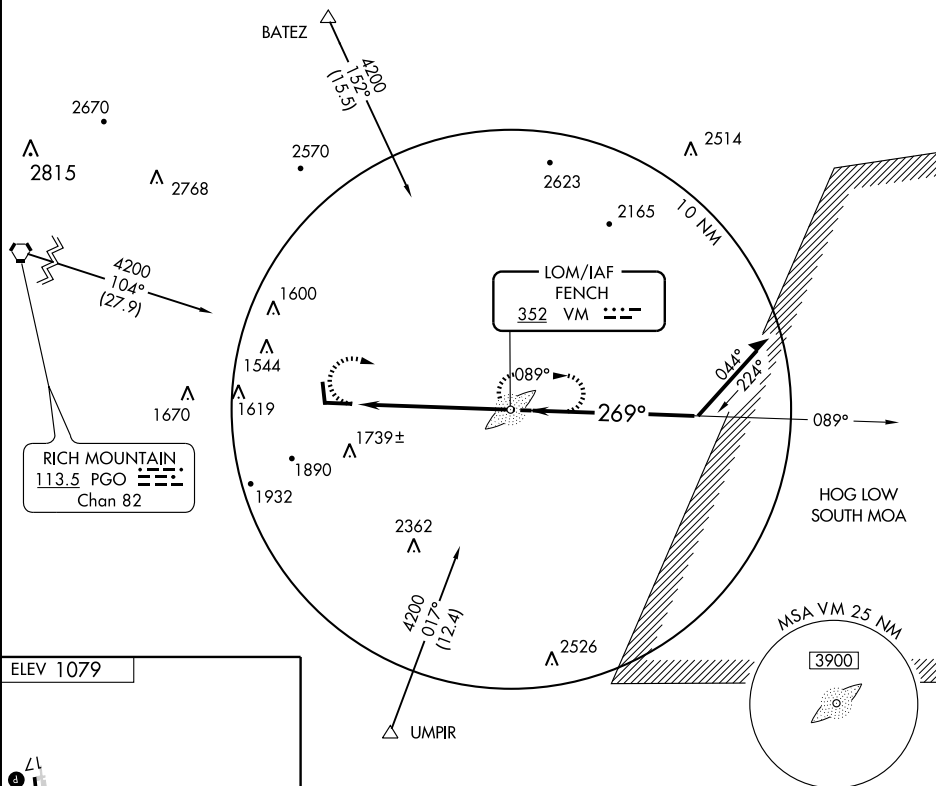 BATEZ
4200
152°
(15.5)
2670
2815
2768
2570
2623
2514
2165
10 NM
4200
104°
(27.9)
LOM/IAF
FENCH
352 VM
1600
1544
1670
1619
089°
269°
044°
224°
089°
RICH MOUNTAIN
113.5 PGO
Chan 82
1739±
1890
1932
HOG LOW
SOUTH MOA
2362
4200
017°
(12.4)
2526
UMPIR
MSA VM 25 NM
3900
ELEV 1079
17
P